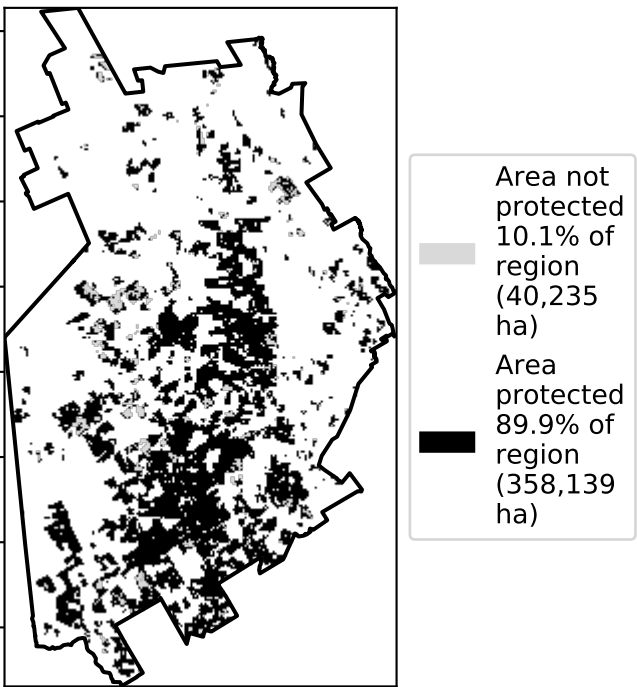 Area not
protected
10.1% of
region
(40,235
ha)
Area
protected
89.9% of
region
(358,139
ha)